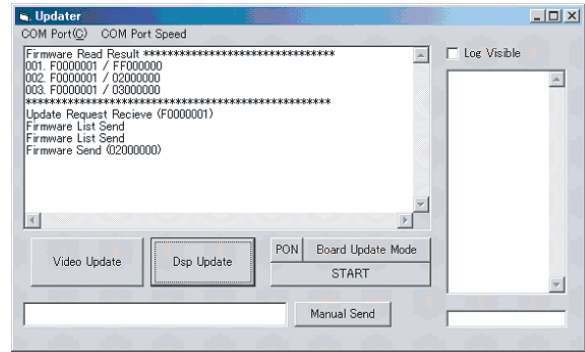 Updater
COM Port(C) COM Port Speed
Firmware Read Result ********************************
001. F0000001 / FF000000
002. F0000001 / 02000000
003. F0000001 / 03000000
***************************************************
Update Request Recieve (F0000001)
Firmware List Send
Firmware List Send
Firmware Send (02000000)
Log Visible
Video Update
Dsp Update
PON
Board Update Mode
START
Manual Send